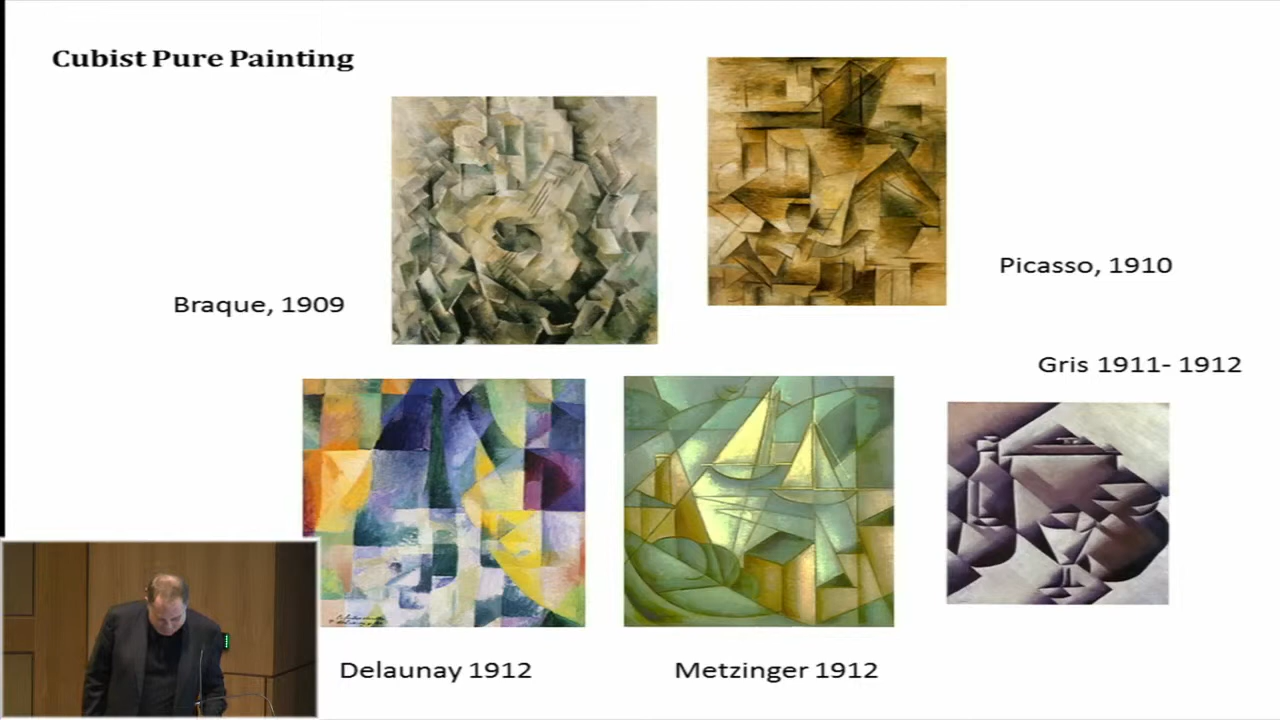 Cubist Pure Painting
Picasso, 1910
Braque, 1909
Gris 1911- 1912
Delaunay 1912
Metzinger 1912